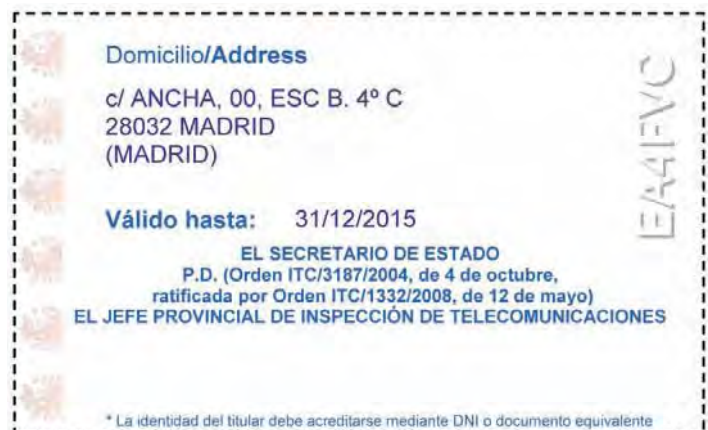 Domicilio/Address
c/ ANCHA, 00, ESC B. 4º C
28032 MADRID
(MADRID)
Válido hasta: 31/12/2015
EL SECRETARIO DE ESTADO
P.D. (Orden ITC/3187/2004, de 4 de octubre,
ratificada por Orden ITC/1332/2008, de 12 de mayo)
EL JEFE PROVINCIAL DE INSPECCIÓN DE TELECOMUNICACIONES
* La identidad del titular debe acreditarse mediante DNI o documento equivalente
EA4FVC